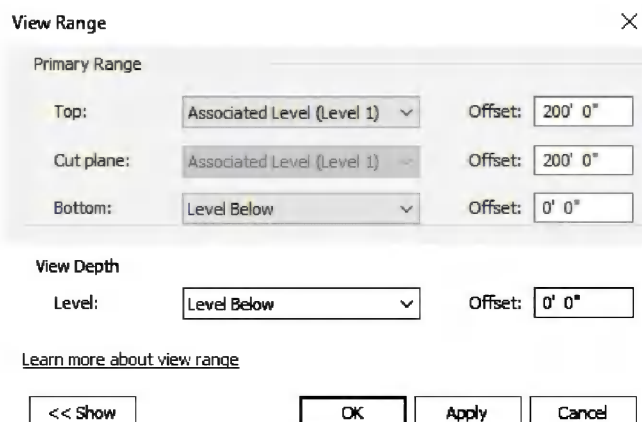 View Range
Primary Range
Top: Associated Level (Level 1) Offset: 200' 0"
Cut plane: Associated Level (Level 1) Offset: 200' 0"
Bottom: Level Below Offset: 0' 0"
View Depth
Level: Level Below Offset: 0' 0"
Learn more about view range
<< Show OK Apply Cancel